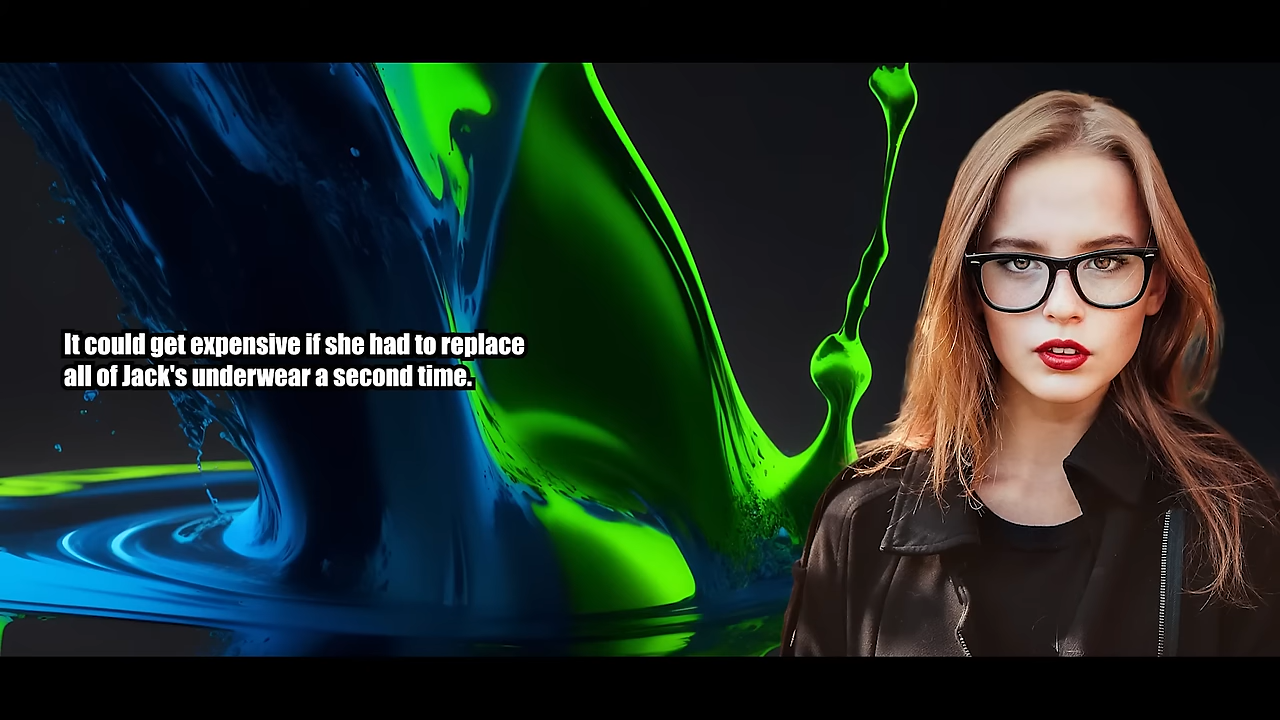 It could get expensive if she had to replace
all of Jack's underwear a second time.